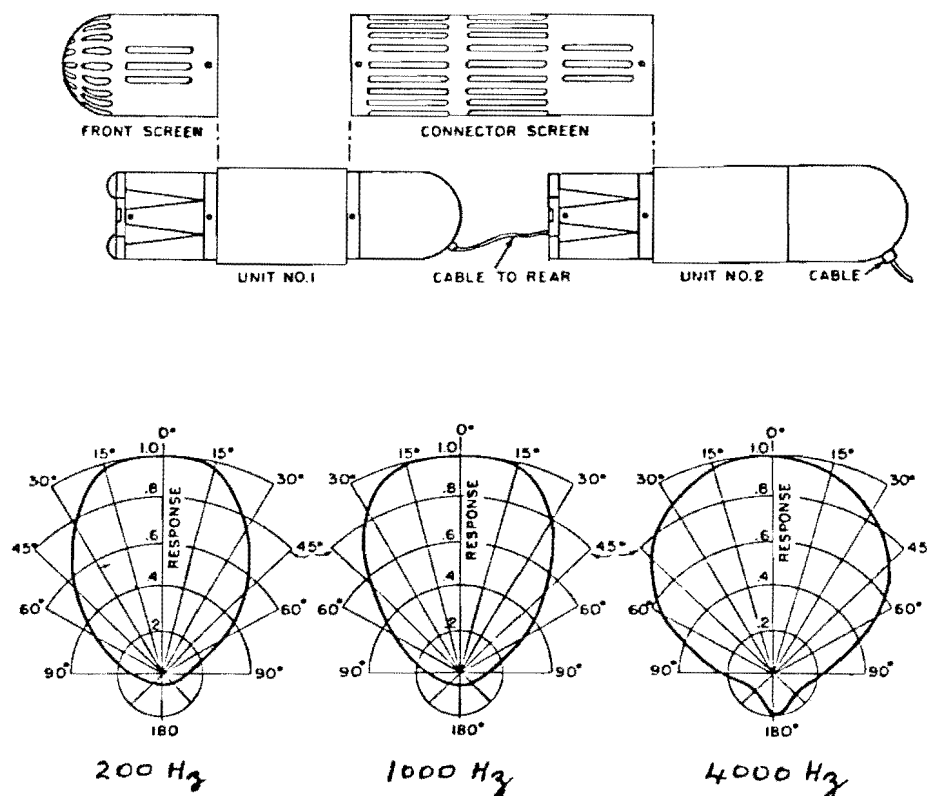 FRONT SCREEN CONNECTOR SCREEN
UNIT NO.1 CABLE TO REAR UNIT NO.2 CABLE
0° 0° 0°
15° 1.0 15° 15° 1.0 15° 15° 1.0 15°
30° 30° 30° 30° 30° 30°
.8 .8 .8
RESPONSE RESPONSE RESPONSE
45° .6 45° .6 45° .6 45
60° .4 60° 60° .4 60° 60° .4 60°
.2 .2 .2
90° 90° 90° 90° 90° 90°
180 180° 180°
200 Hz 1000 Hz 4000 Hz